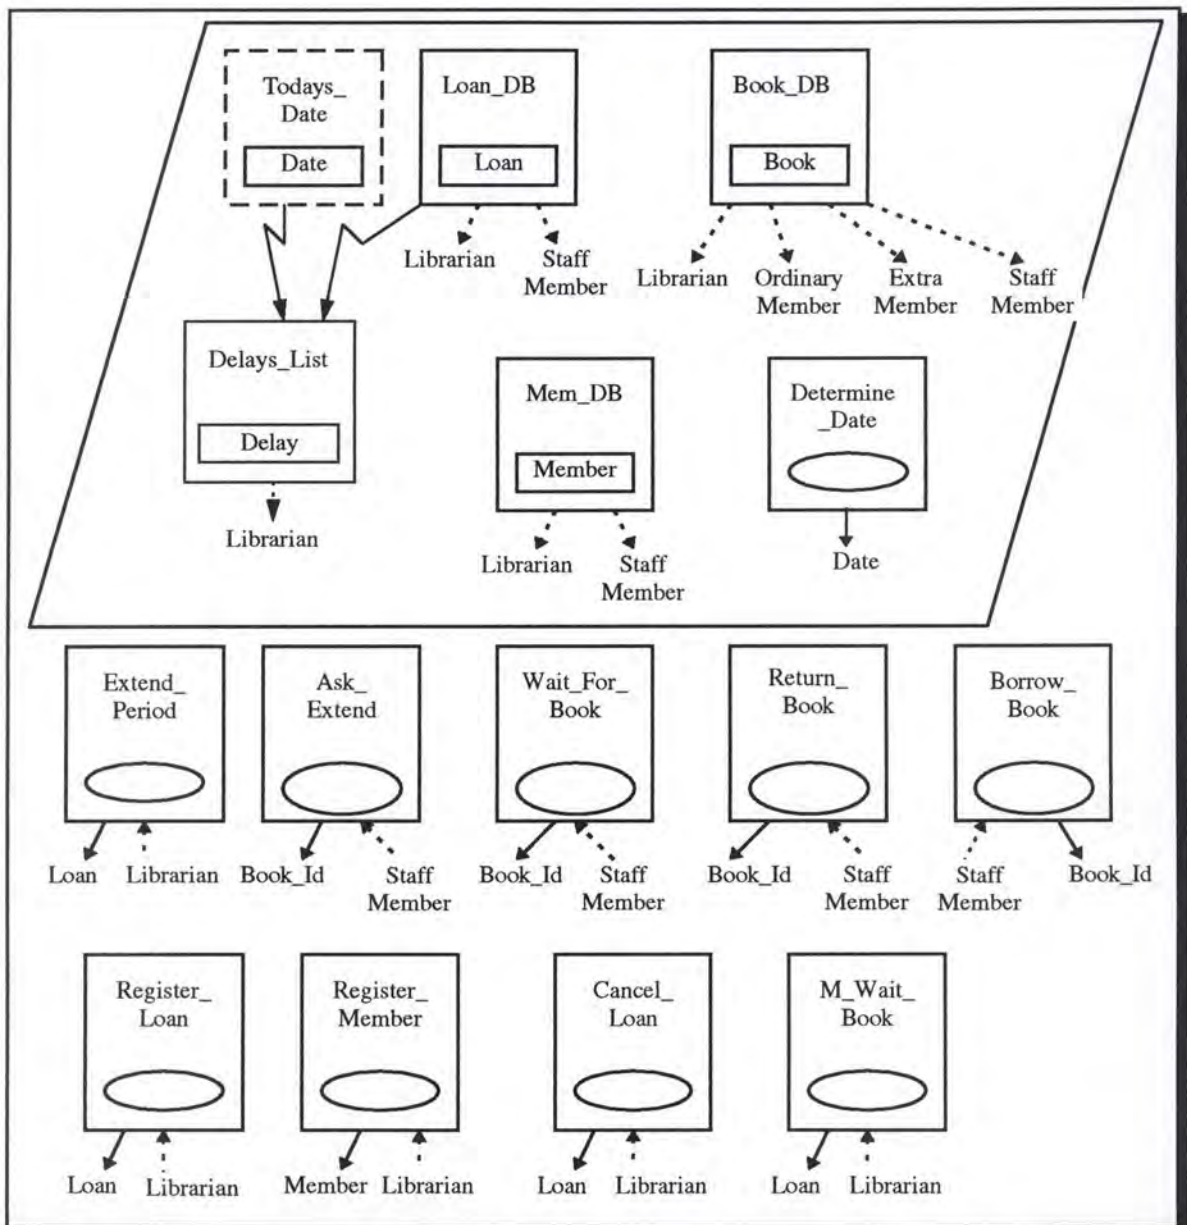 Todays_
Date
Date
Loan_DB
Loan
Book_DB
Book
Librarian
Staff
Member
Librarian
Ordinary
Member
Extra
Member
Staff
Member
Delays_List
Delay
Librarian
Mem_DB
Member
Librarian
Staff
Member
Determine
_Date
Date
Extend_
Period
Loan
Librarian
Ask_
Extend
Book_Id
Staff
Member
Wait_For_
Book
Book_Id
Staff
Member
Return_
Book
Book_Id
Staff
Member
Borrow_
Book
Staff
Member
Book_Id
Register_
Loan
Loan
Librarian
Register_
Member
Member
Librarian
Cancel_
Loan
Loan
Librarian
M_Wait_
Book
Loan
Librarian